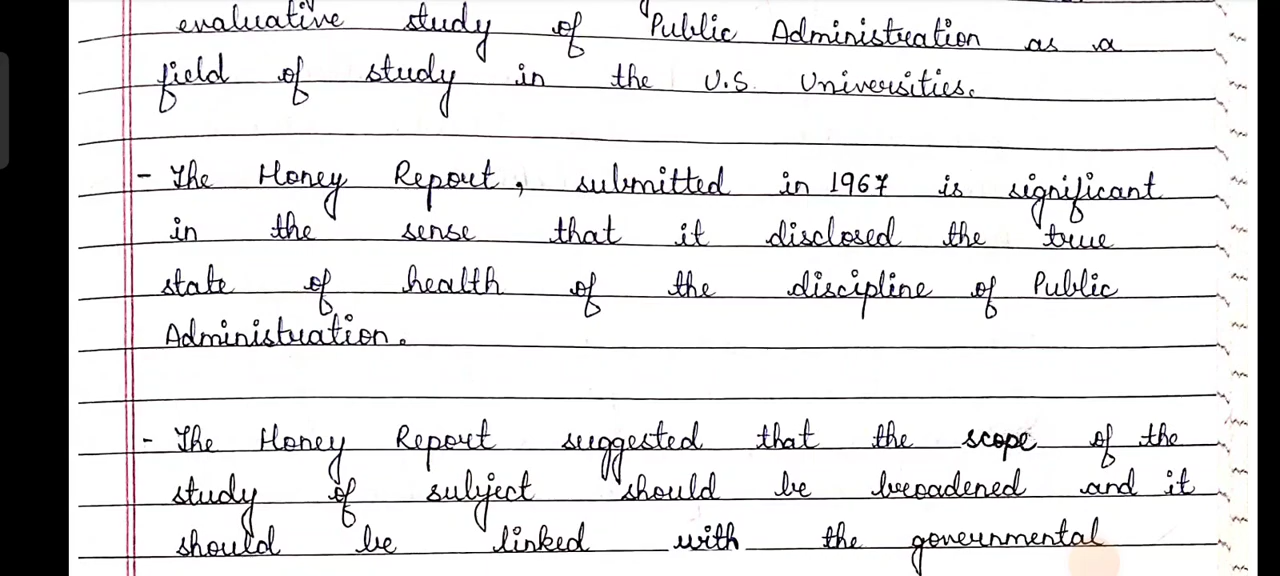 evaluative study of Public Administration as a
field of study in the U.S. Universities.
- The Honey Report, submitted in 1967 is significant
in the sense that it disclosed the true
state of health of the discipline of Public
Administration.
- The Honey Report suggested that the scope of the
study of subject should be broadened and it
should be linked with the governmental